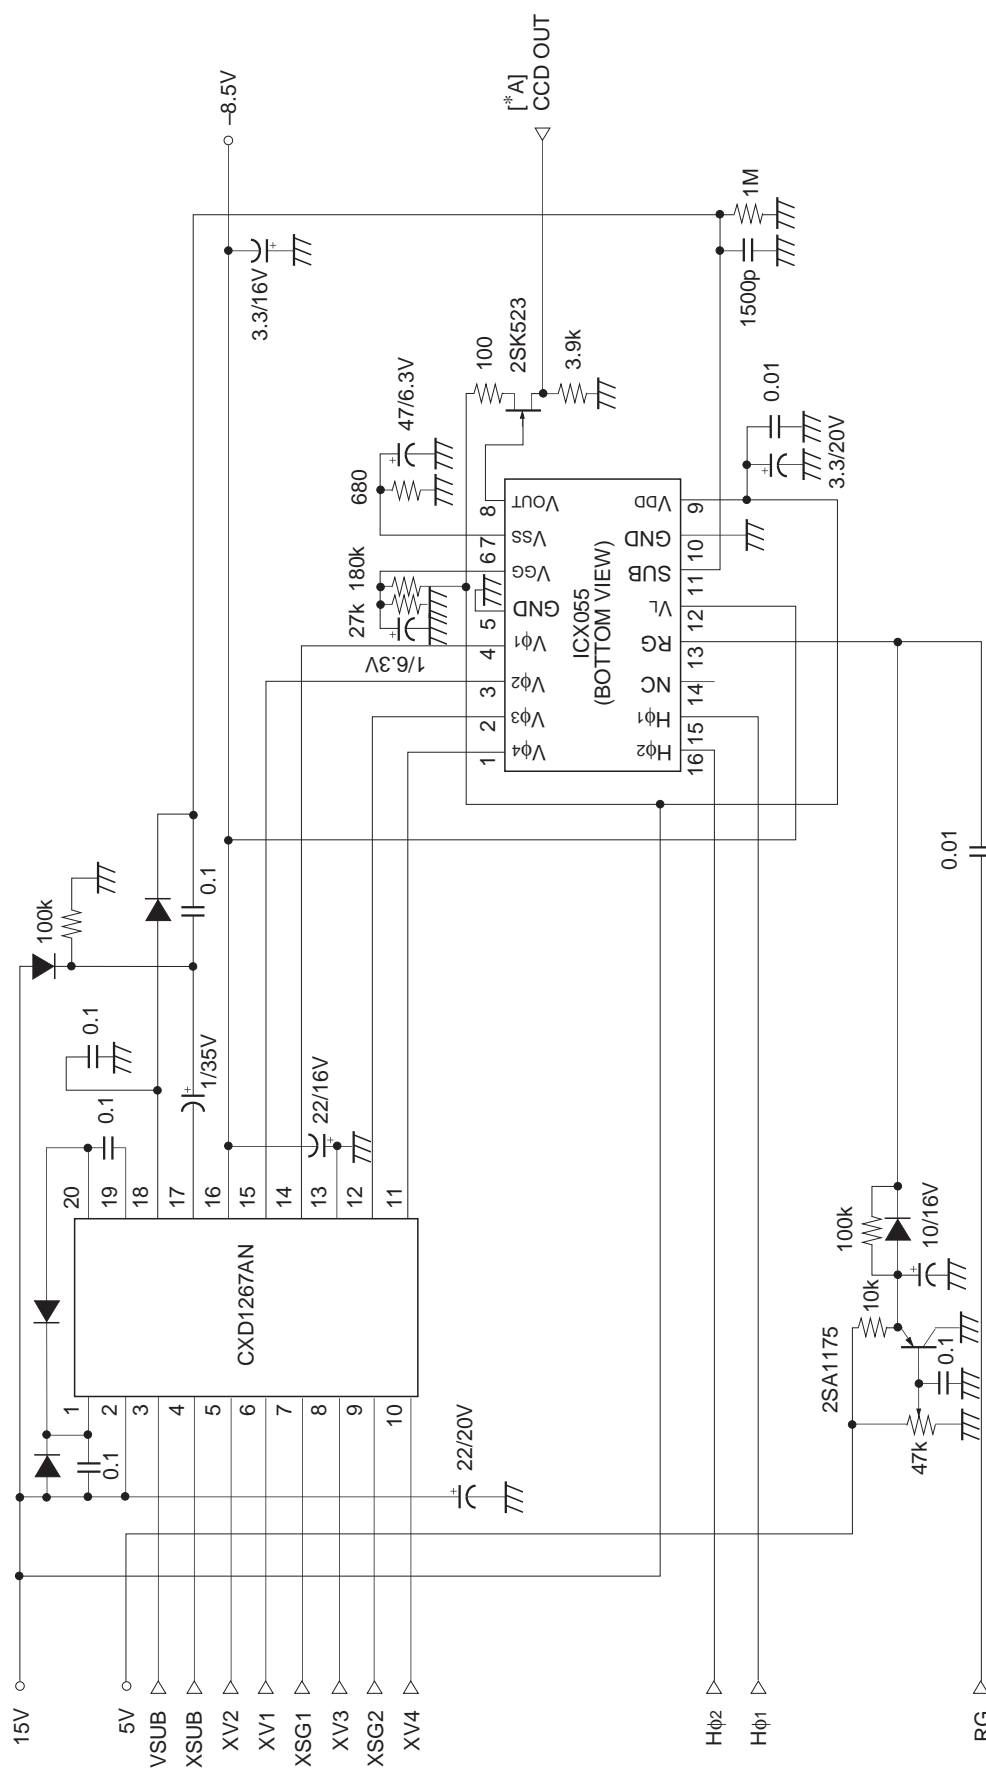 15V
5V
VSUB
XSUB
XV2
XV1
XSG1
XV3
XSG2
XV4
Hϕ2
Hϕ1
RG
22/20V
0.1
1
2
3
4
5
6
7
8
9
10
CXD1267AN
20
19
18
17
16
15
14
13
12
11
0.1
0.1
1/35V
22/16V
100k
0.1
–8.5V
3.3/16V
[*A]
CCD OUT
1M
1500p
100
2SK523
3.9k
47/6.3V
680
180k
27k
1/6.3V
0.01
3.3/20V
ICX055
(BOTTOM VIEW)
8
7
6
5
4
3
2
1
VOUT
VSS
VGG
GND
Vϕ1
Vϕ2
Vϕ3
Vϕ4
VDD
GND
SUB
VL
RG
NC
Hϕ1
Hϕ2
9
10
11
12
13
14
15
16
0.01
100k
10/16V
10k
2SA1175
0.1
47k